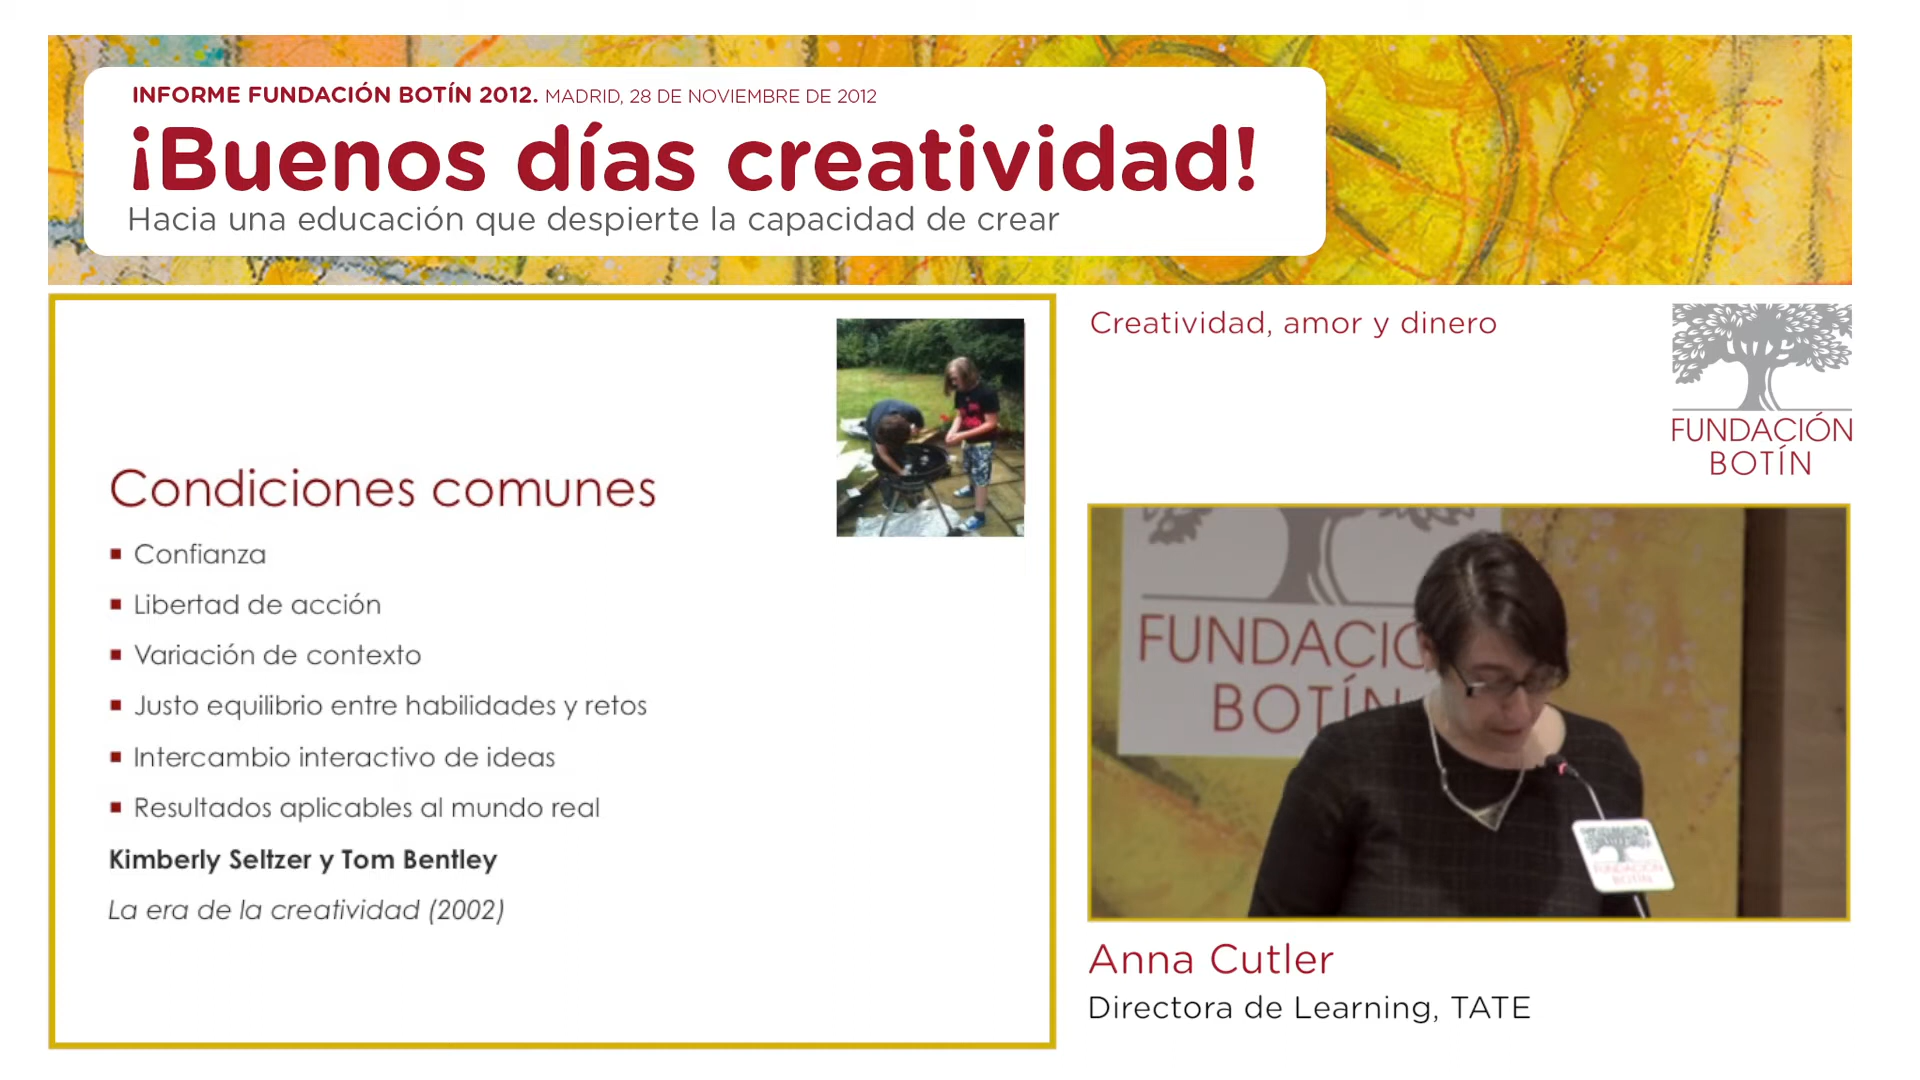 INFORME FUNDACIÓN BOTÍN 2012. MADRID, 28 DE NOVIEMBRE DE 2012
¡Buenos días creatividad!
Hacia una educación que despierte la capacidad de crear
Condiciones comunes
Confianza
Libertad de acción
Variación de contexto
Justo equilibrio entre habilidades y retos
Intercambio interactivo de ideas
Resultados aplicables al mundo real
Kimberly Seltzer y Tom Bentley
La era de la creatividad (2002)
Creatividad, amor y dinero
FUNDACIÓN
BOTÍN
FUNDACIÓ
BOTÍN
FUNDACIÓN
BOTÍN
Anna Cutler
Directora de Learning, TATE